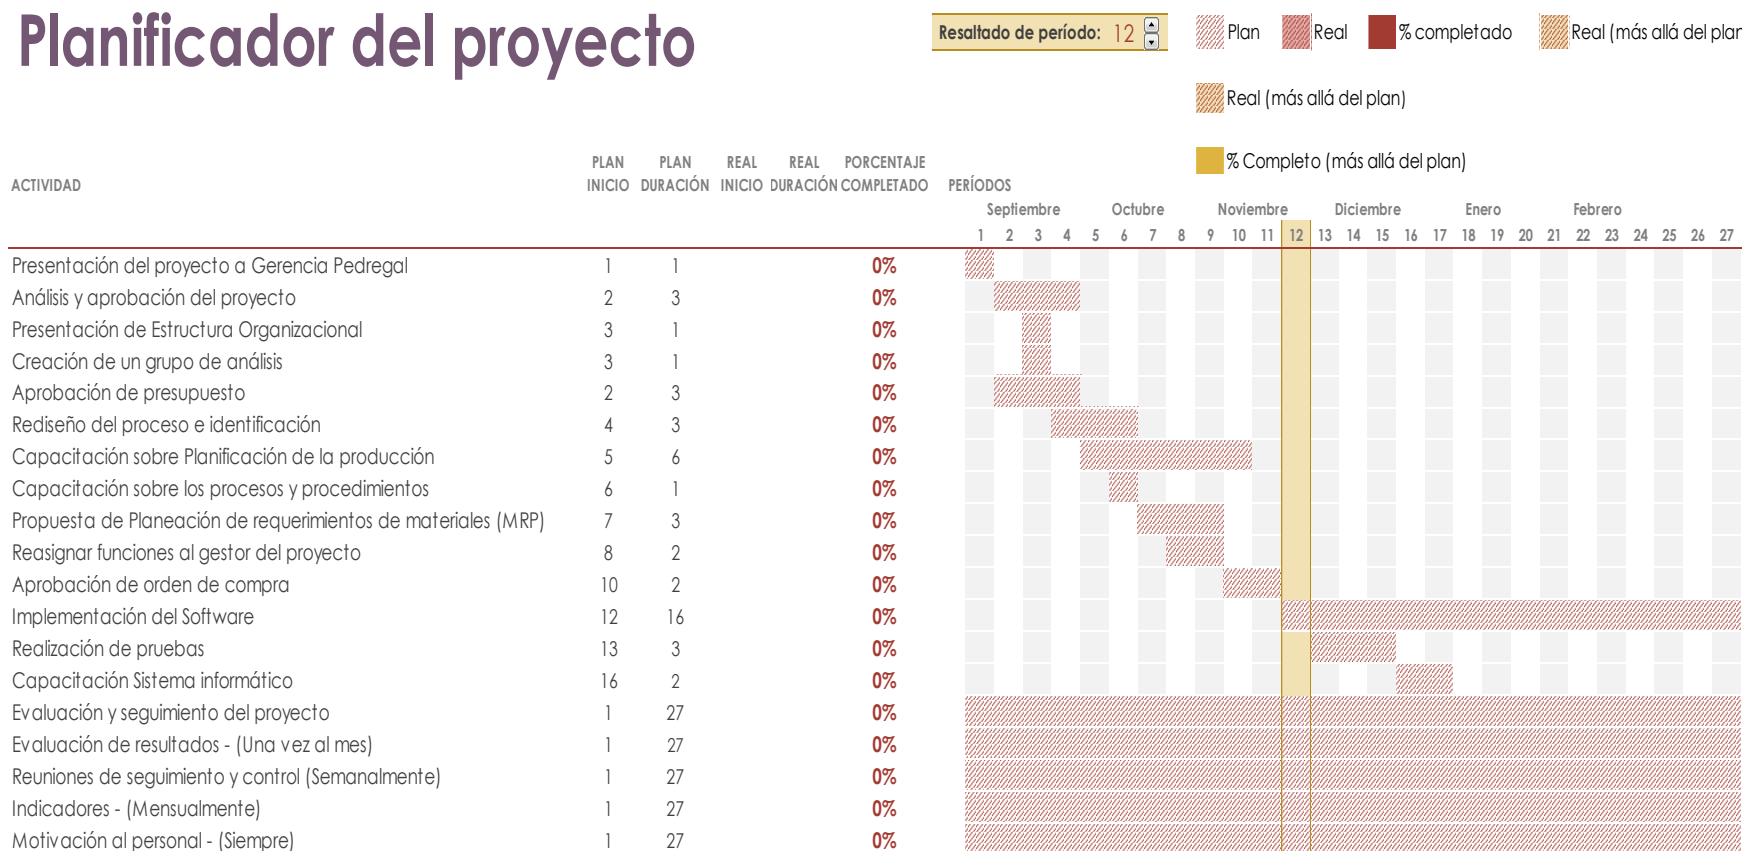 Planificador del proyecto
Resaltado de período: 12
Plan
Real
% completado
Real (más allá del plan
Real (más allá del plan)
% Completo (más allá del plan)
ACTIVIDAD PLAN INICIO PLAN DURACIÓN REAL INICIO REAL DURACIÓN PORCENTAJE COMPLETADO PERÍODOS
Septiembre Octubre Noviembre Diciembre Enero Febrero
1 2 3 4 5 6 7 8 9 10 11 12 13 14 15 16 17 18 19 20 21 22 23 24 25 26 27
Presentación del proyecto a Gerencia Pedregal 1 1 0%
Análisis y aprobación del proyecto 2 3 0%
Presentación de Estructura Organizacional 3 1 0%
Creación de un grupo de análisis 3 1 0%
Aprobación de presupuesto 2 3 0%
Rediseño del proceso e identificación 4 3 0%
Capacitación sobre Planificación de la producción 5 6 0%
Capacitación sobre los procesos y procedimientos 6 1 0%
Propuesta de Planeación de requerimientos de materiales (MRP) 7 3 0%
Reasignar funciones al gestor del proyecto 8 2 0%
Aprobación de orden de compra 10 2 0%
Implementación del Software 12 16 0%
Realización de pruebas 13 3 0%
Capacitación Sistema informático 16 2 0%
Evaluación y seguimiento del proyecto 1 27 0%
Evaluación de resultados - (Una vez al mes) 1 27 0%
Reuniones de seguimiento y control (Semanalmente) 1 27 0%
Indicadores - (Mensualmente) 1 27 0%
Motivación al personal - (Siempre) 1 27 0%